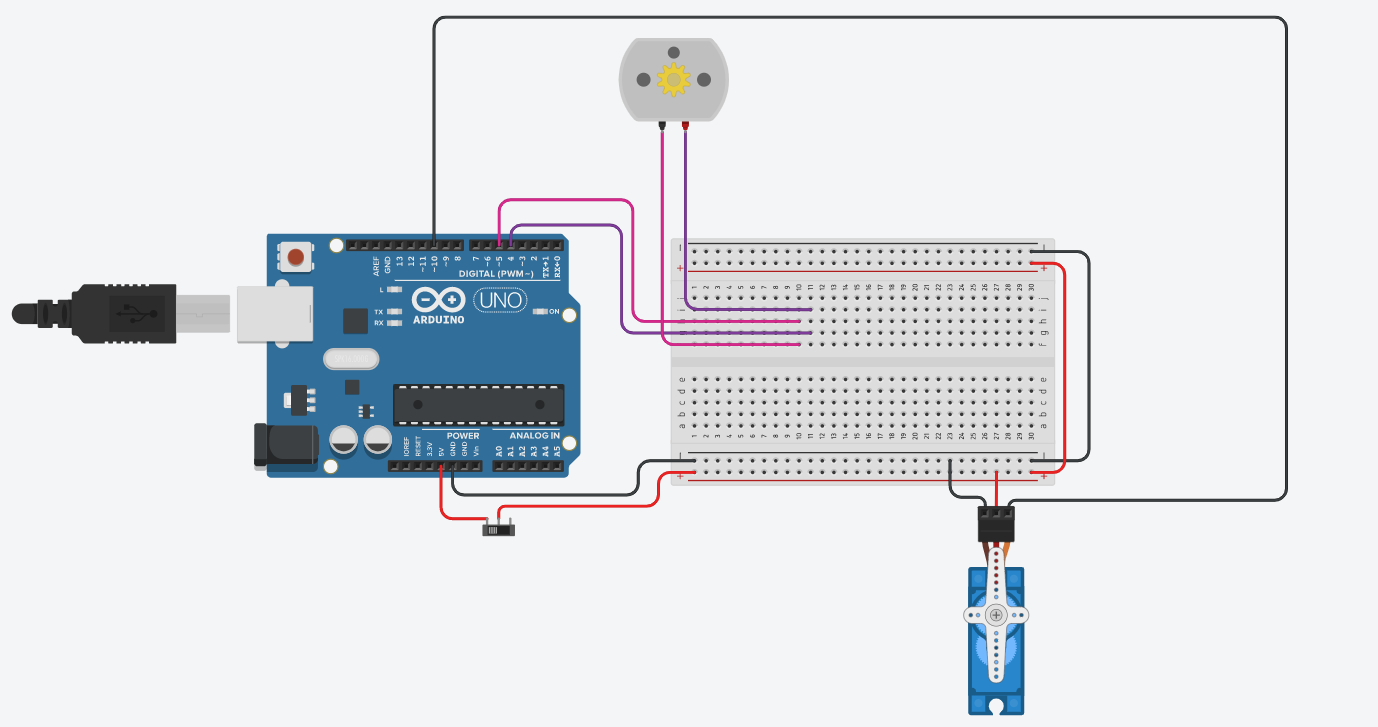 AREF
GND
13
12
~11
~10
~9
8
7
~6
~5
4
~3
2
TX→1
RX←0
DIGITAL (PWM~)
L
TX
RX
UNO
ON
ARDUINO
POWER
ANALOG IN
IOREF
RESET
3.3V
5V
GND
GND
Vin
A0
A1
A2
A3
A4
A5
- -
+ +
1 2 3 4 5 6 7 8 9 10 11 12 13 14 15 16 17 18 19 20 21 22 23 24 25 26 27 28 29 30
j j
i i
h h
g g
f f
e e
d d
c c
b b
a a
1 2 3 4 5 6 7 8 9 10 11 12 13 14 15 16 17 18 19 20 21 22 23 24 25 26 27 28 29 30
- -
+ +